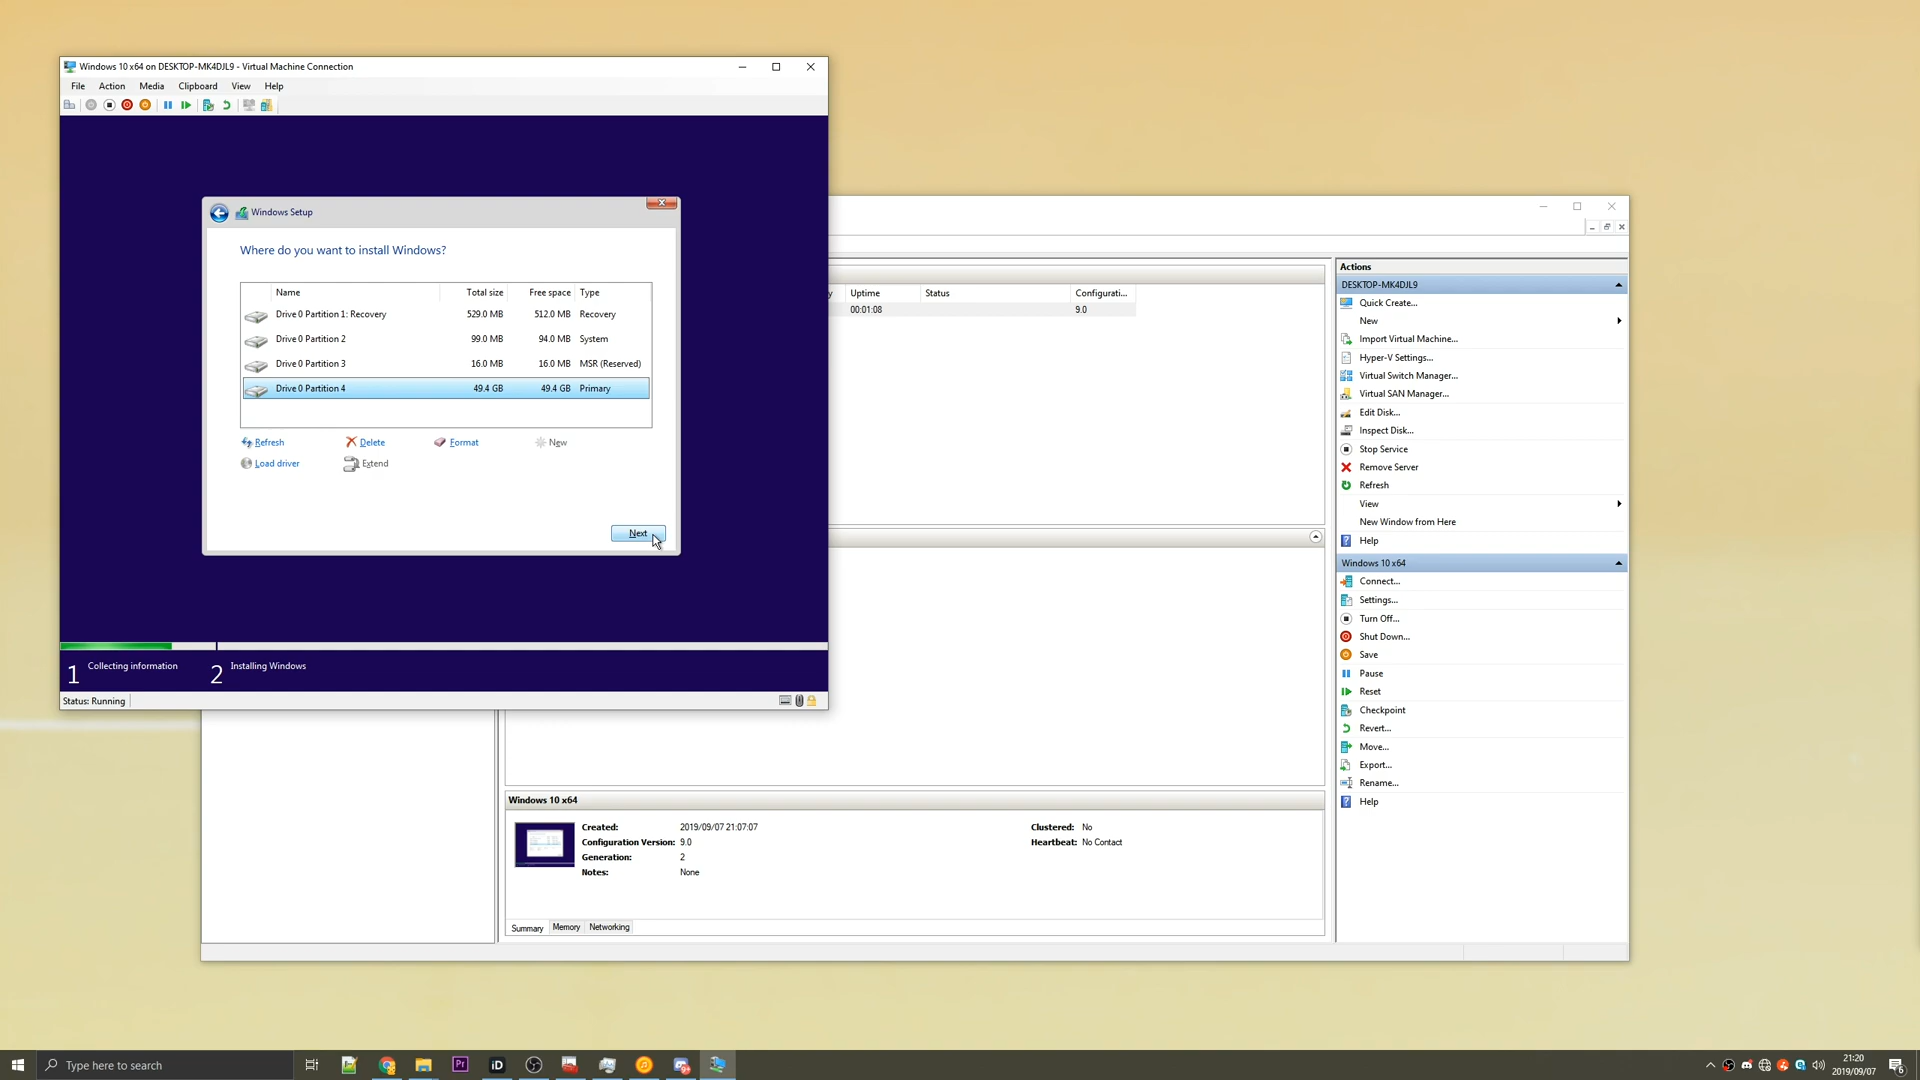 Windows 10 x64 on DESKTOP-MK4DJL9 - Virtual Machine Connection
File Action Media Clipboard View Help
Windows Setup
Where do you want to install Windows?
Name Total size Free space Type
Drive 0 Partition 1: Recovery 529.0 MB 512.0 MB Recovery
Drive 0 Partition 2 99.0 MB 94.0 MB System
Drive 0 Partition 3 16.0 MB 16.0 MB MSR (Reserved)
Drive 0 Partition 4 49.4 GB 49.4 GB Primary
Refresh Delete Format New
Load driver Extend
Next
1 Collecting information 2 Installing Windows
Status: Running
y Uptime Status Configurati...
00:01:08 9.0
Windows 10 x64
Created: 2019/09/07 21:07:07 Clustered: No
Configuration Version: 9.0 Heartbeat: No Contact
Generation: 2
Notes: None
Summary Memory Networking
Actions
DESKTOP-MK4DJL9
Quick Create...
New
Import Virtual Machine...
Hyper-V Settings...
Virtual Switch Manager...
Virtual SAN Manager...
Edit Disk...
Inspect Disk...
Stop Service
Remove Server
Refresh
View
New Window from Here
Help
Windows 10 x64
Connect...
Settings...
Turn Off...
Shut Down...
Save
Pause
Reset
Checkpoint
Revert...
Move...
Export...
Rename...
Help
Type here to search
Pr
iD
21:20
2019/09/07
6